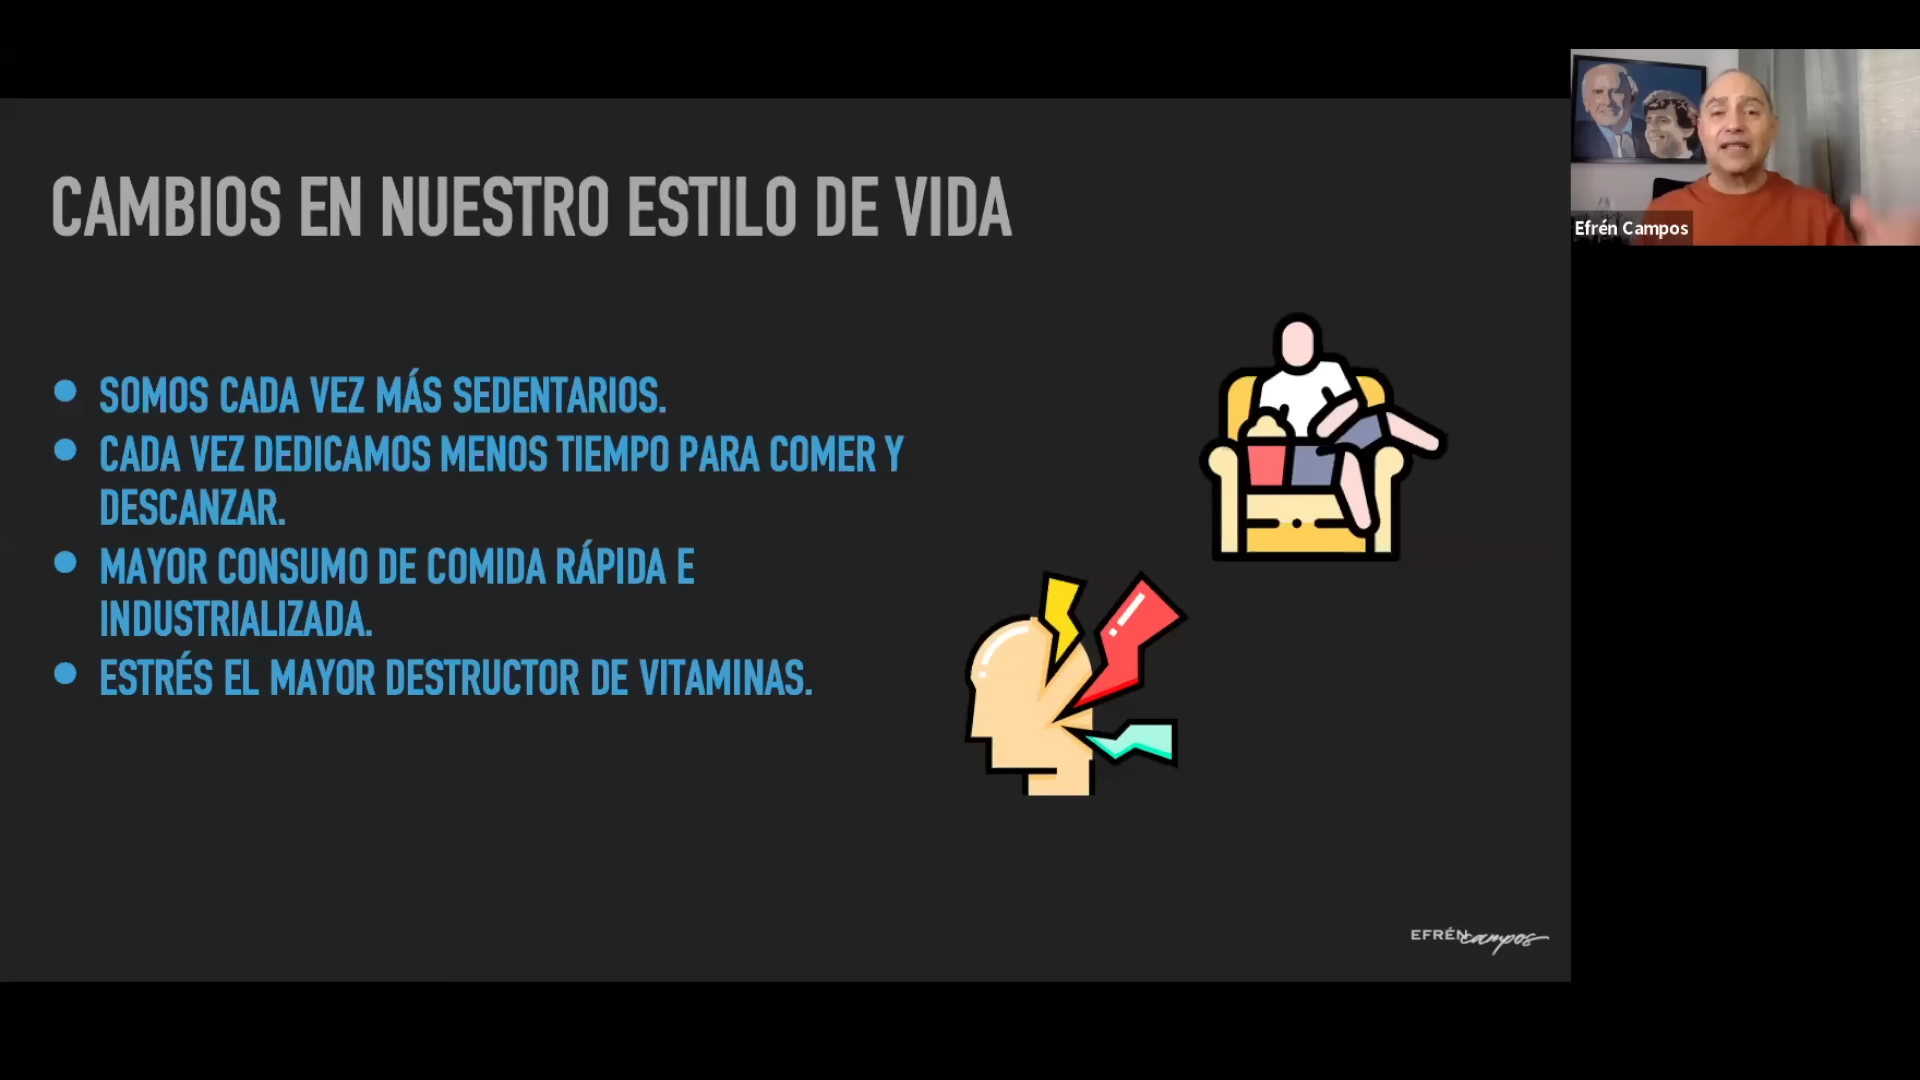 CAMBIOS EN NUESTRO ESTILO DE VIDA
SOMOS CADA VEZ MÁS SEDENTARIOS.
CADA VEZ DEDICAMOS MENOS TIEMPO PARA COMER Y
DESCANZAR.
MAYOR CONSUMO DE COMIDA RÁPIDA E
INDUSTRIALIZADA.
ESTRÉS EL MAYOR DESTRUCTOR DE VITAMINAS.
Efrén Campos
EFRÉN campos